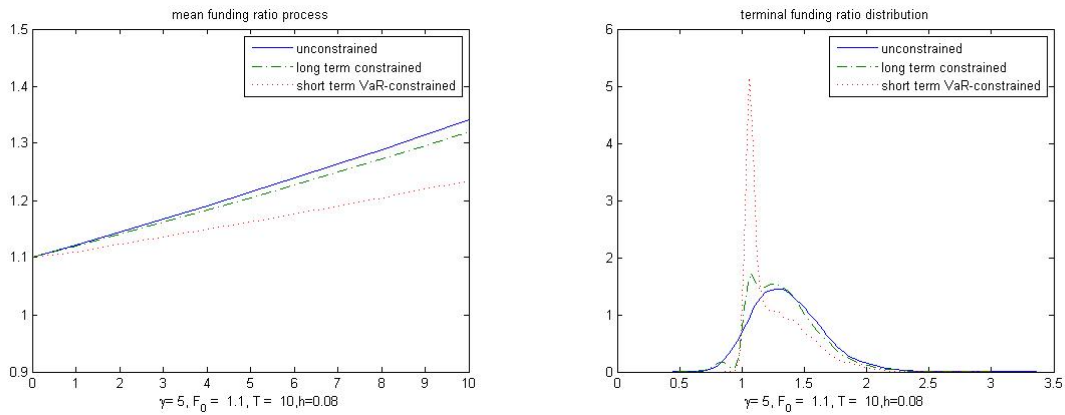 mean funding ratio process
1.5
1.4
1.3
1.2
1.1
1
0.9
0 1 2 3 4 5 6 7 8 9 10
unconstrained
long term constrained
short term VaR-constrained
γ= 5, F₀ = 1.1, T = 10,h=0.08
terminal funding ratio distribution
6
5
4
3
2
1
0
0 0.5 1 1.5 2 2.5 3 3.5
unconstrained
long term constrained
short term VaR-constrained
γ= 5, F₀ = 1.1, T = 10,h=0.08